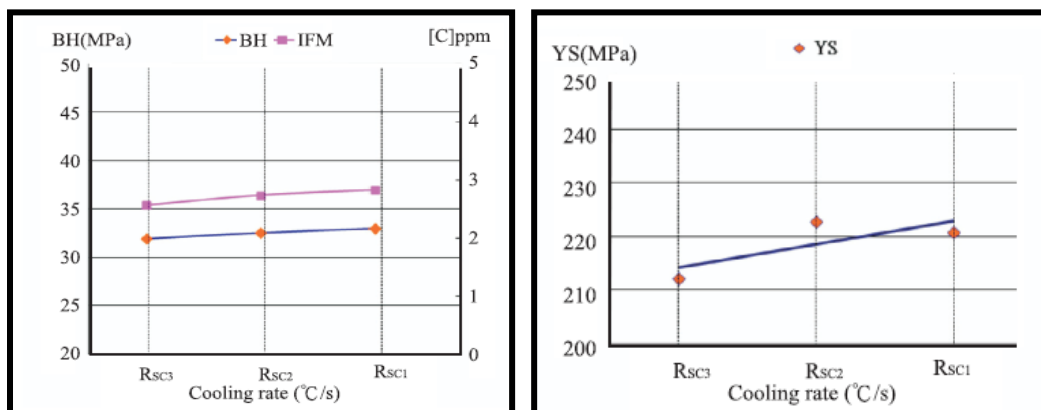 BH(MPa)
BH
IFM
[C]ppm
50
45
40
35
30
25
20
5
4
3
2
1
0
RSC3
RSC2
RSC1
Cooling rate (℃/s)
YS(MPa)
YS
250
240
230
220
210
200
RSC3
RSC2
RSC1
Cooling rate (℃/s)